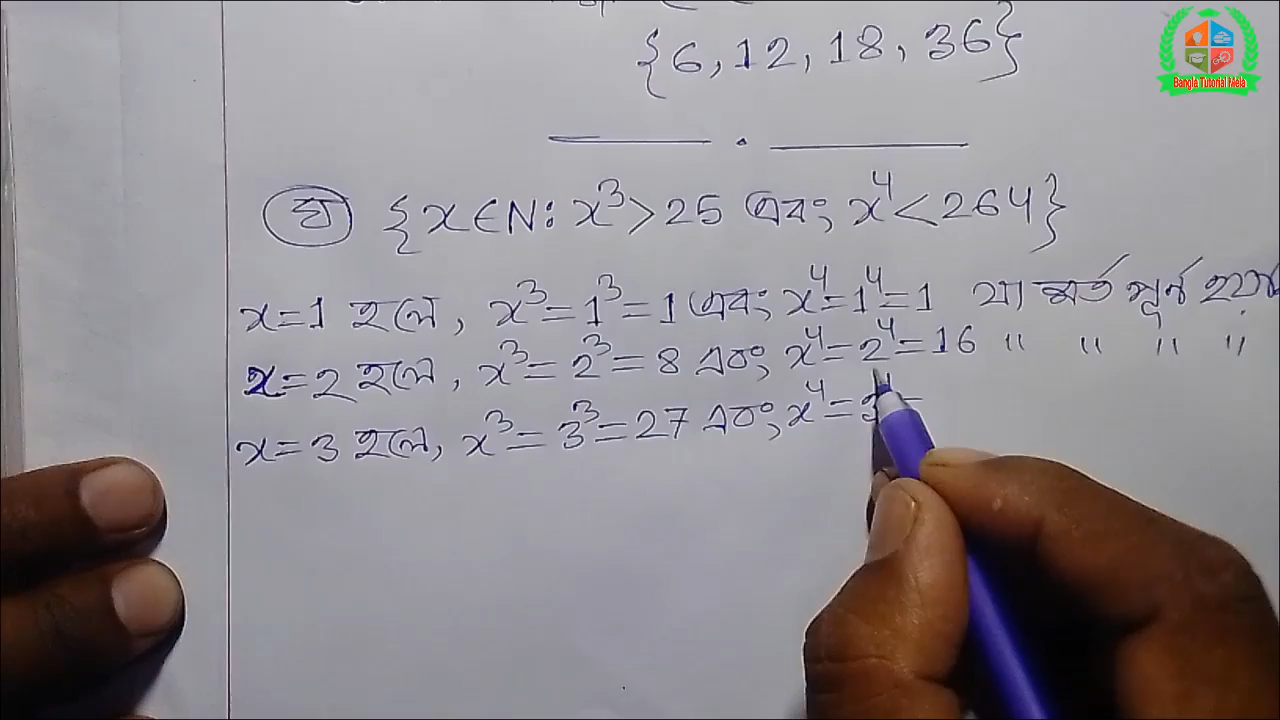 {6, 12, 18, 36}
Bangla Tutorial Mela
ঘ {x∈N: x³>25 এবং x⁴<264}
x=1 হলে, x³=1³=1 এবং x⁴=1⁴=1 যা শর্ত পূর্ন
x=2 হলে, x³=2³=8 এবং x⁴=2⁴=16 " " " "
x=3 হলে, x³=3³=27 এবং x⁴=3⁴=